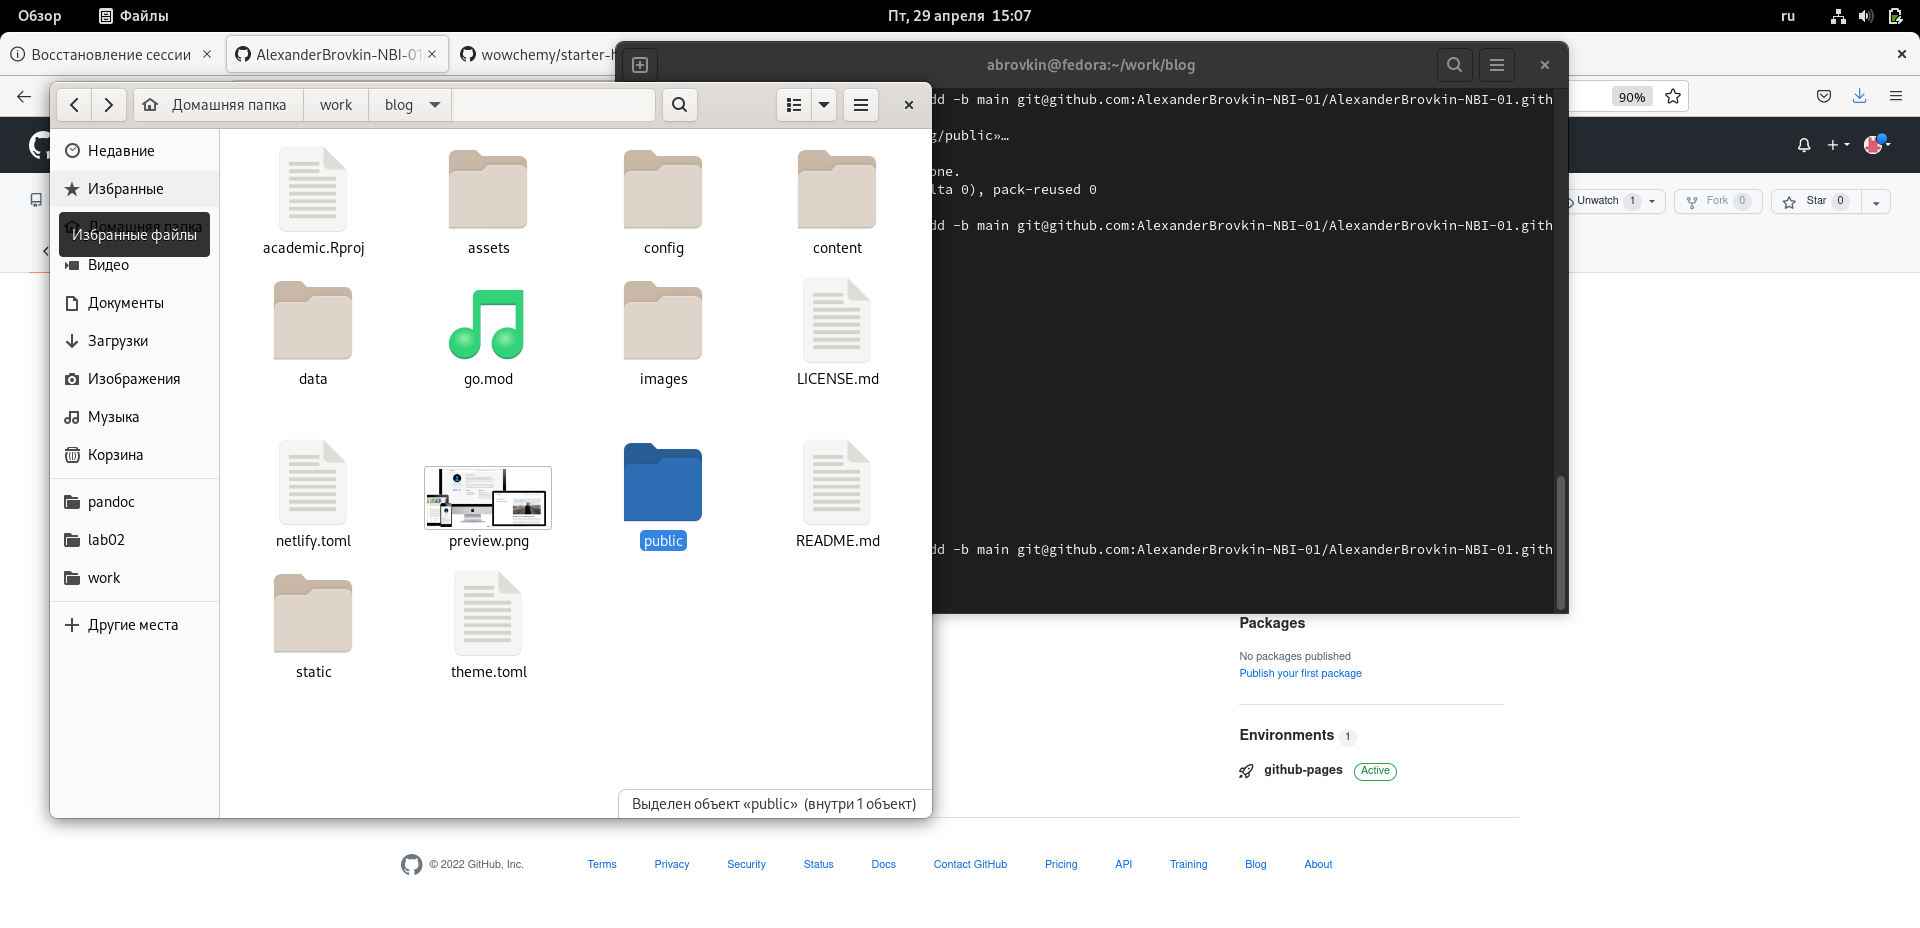 Обзор
Файлы
Пт, 29 апреля 15:07
ru
Восстановление сессии
AlexanderBrovkin-NBI-01
wowchemy/starter-h
abrovkin@fedora:~/work/blog
90%
Домашняя папка
work
blog
dd -b main git@github.com:AlexanderBrovkin-NBI-01/AlexanderBrovkin-NBI-01.gith
g/public»…
one.
lta 0), pack-reused 0
dd -b main git@github.com:AlexanderBrovkin-NBI-01/AlexanderBrovkin-NBI-01.gith
dd -b main git@github.com:AlexanderBrovkin-NBI-01/AlexanderBrovkin-NBI-01.gith
Unwatch 1
Fork 0
Star 0
Недавние
Избранные
Домашняя папка
Избранные файлы
Видео
Документы
Загрузки
Изображения
Музыка
Корзина
pandoc
lab02
work
Другие места
academic.Rproj
assets
config
content
data
go.mod
images
LICENSE.md
netlify.toml
preview.png
public
README.md
static
theme.toml
Выделен объект «public» (внутри 1 объект)
Packages
No packages published
Publish your first package
Environments 1
github-pages Active
© 2022 GitHub, Inc.
Terms
Privacy
Security
Status
Docs
Contact GitHub
Pricing
API
Training
Blog
About